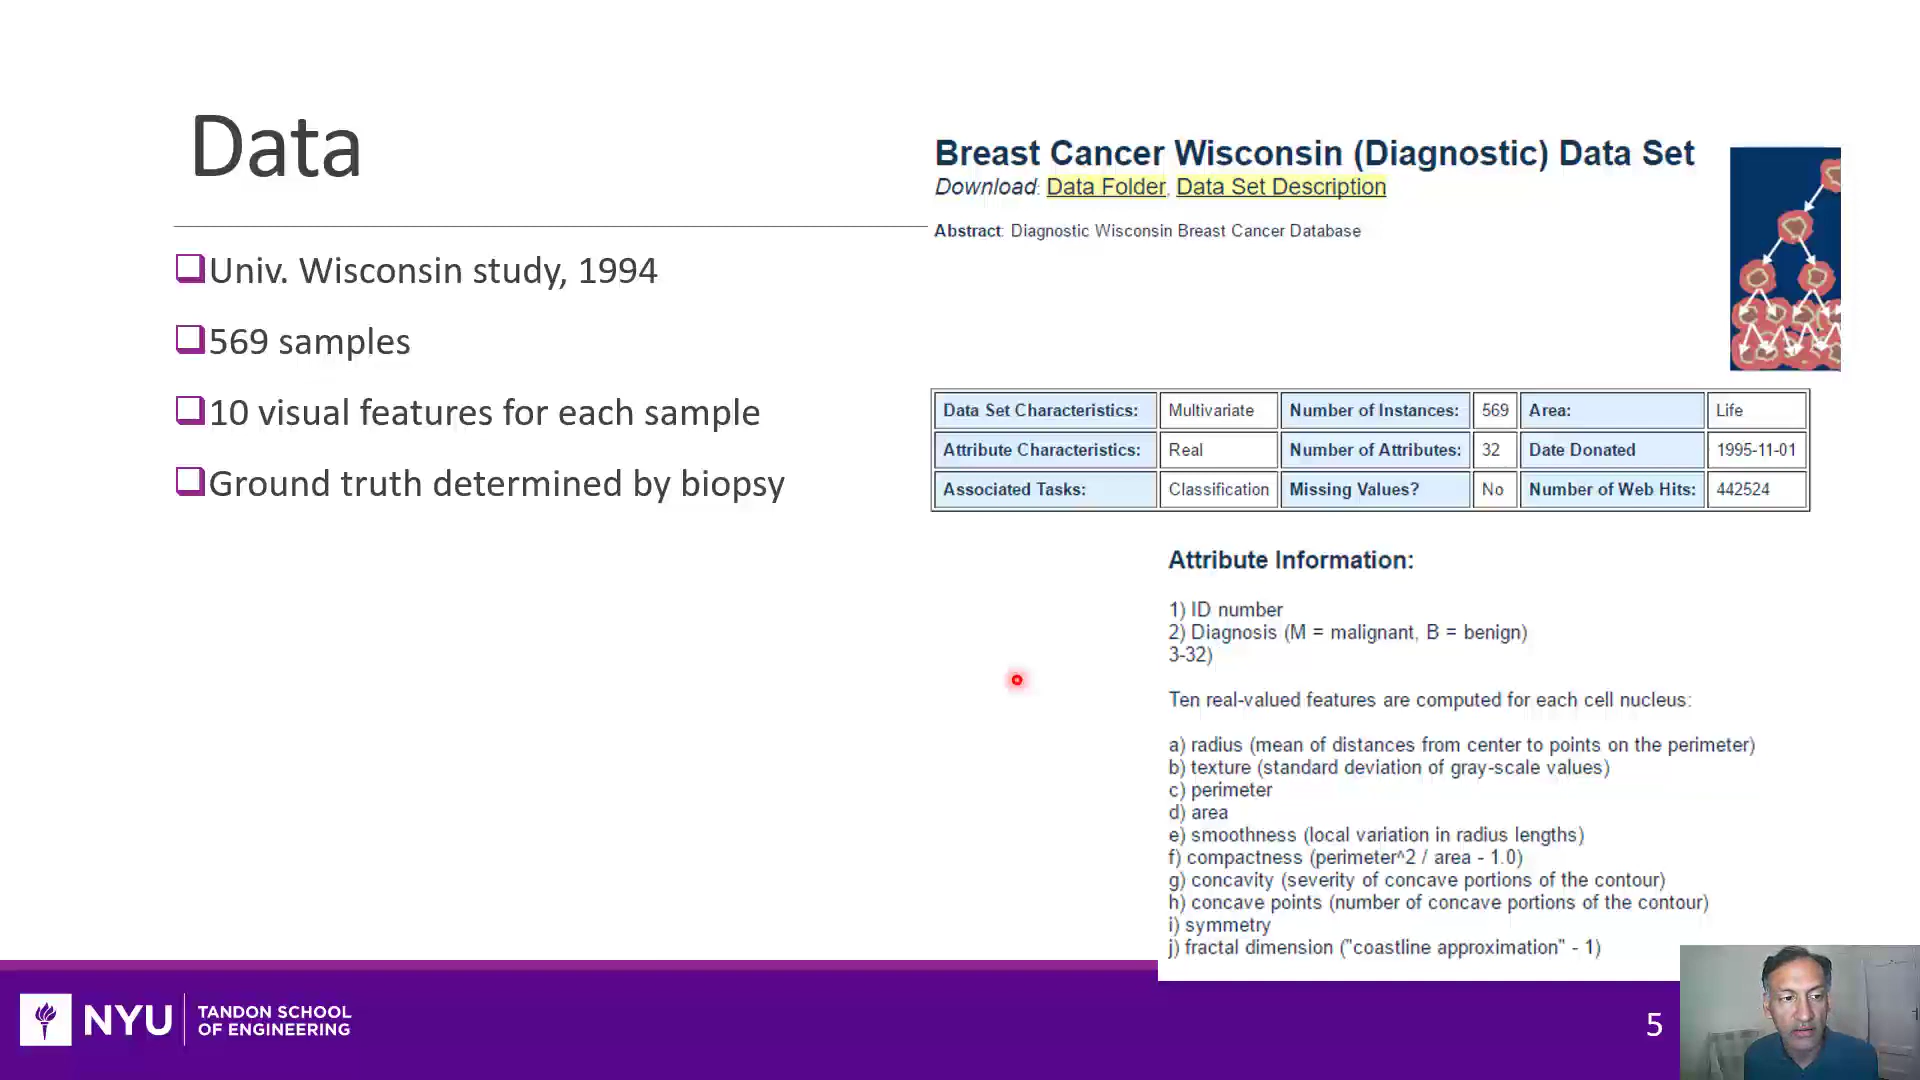 Data
Univ. Wisconsin study, 1994
569 samples
10 visual features for each sample
Ground truth determined by biopsy
Breast Cancer Wisconsin (Diagnostic) Data Set
Download: Data Folder, Data Set Description
Abstract: Diagnostic Wisconsin Breast Cancer Database
Data Set Characteristics: Multivariate Number of Instances: 569 Area: Life
Attribute Characteristics: Real Number of Attributes: 32 Date Donated 1995-11-01
Associated Tasks: Classification Missing Values? No Number of Web Hits: 442524
Attribute Information:
1) ID number
2) Diagnosis (M = malignant, B = benign)
3-32)
Ten real-valued features are computed for each cell nucleus:
a) radius (mean of distances from center to points on the perimeter)
b) texture (standard deviation of gray-scale values)
c) perimeter
d) area
e) smoothness (local variation in radius lengths)
f) compactness (perimeter^2 / area - 1.0)
g) concavity (severity of concave portions of the contour)
h) concave points (number of concave portions of the contour)
i) symmetry
j) fractal dimension ("coastline approximation" - 1)
NYU
TANDON SCHOOL
OF ENGINEERING
5